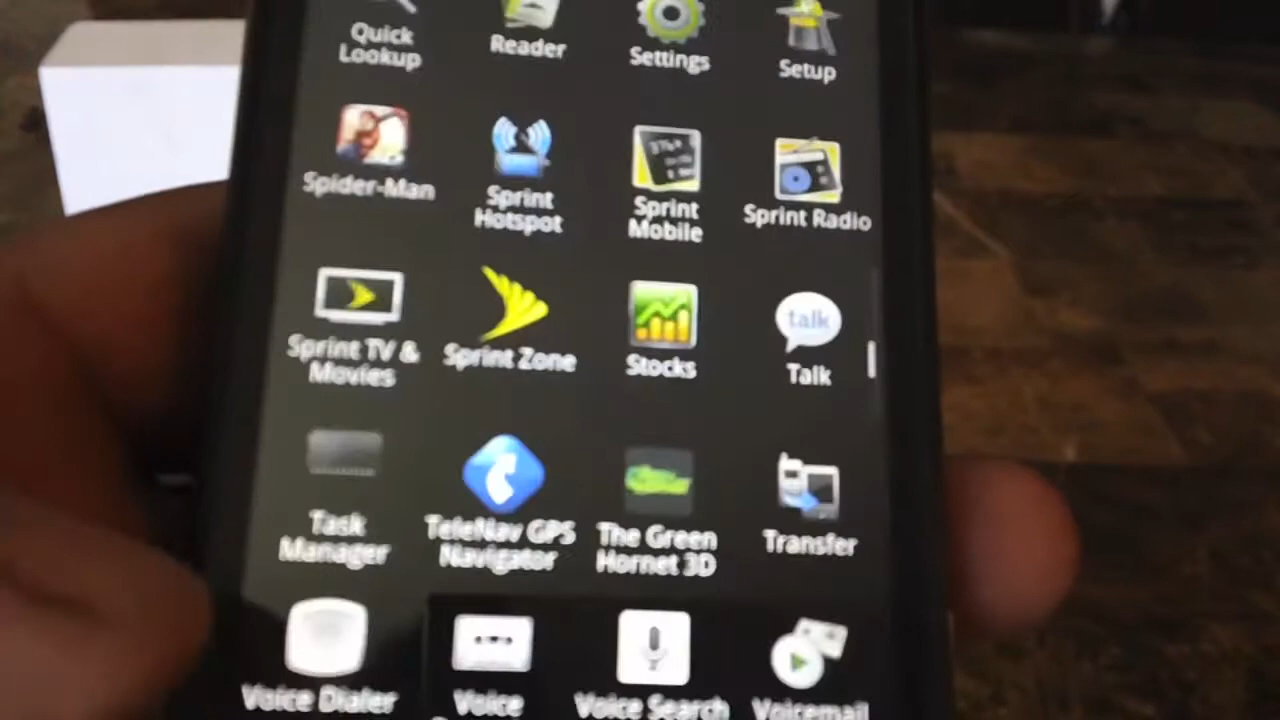 Quick
Lookup
Reader
Settings
Setup
Spider-Man
Sprint
Hotspot
Sprint
Mobile
Sprint Radio
Sprint TV &
Movies
Sprint Zone
Stocks
talk
Talk
Task
Manager
TeleNav GPS
Navigator
The Green
Hornet 3D
Transfer
Voice Dialer
Voice
Voice Search
Voicemail